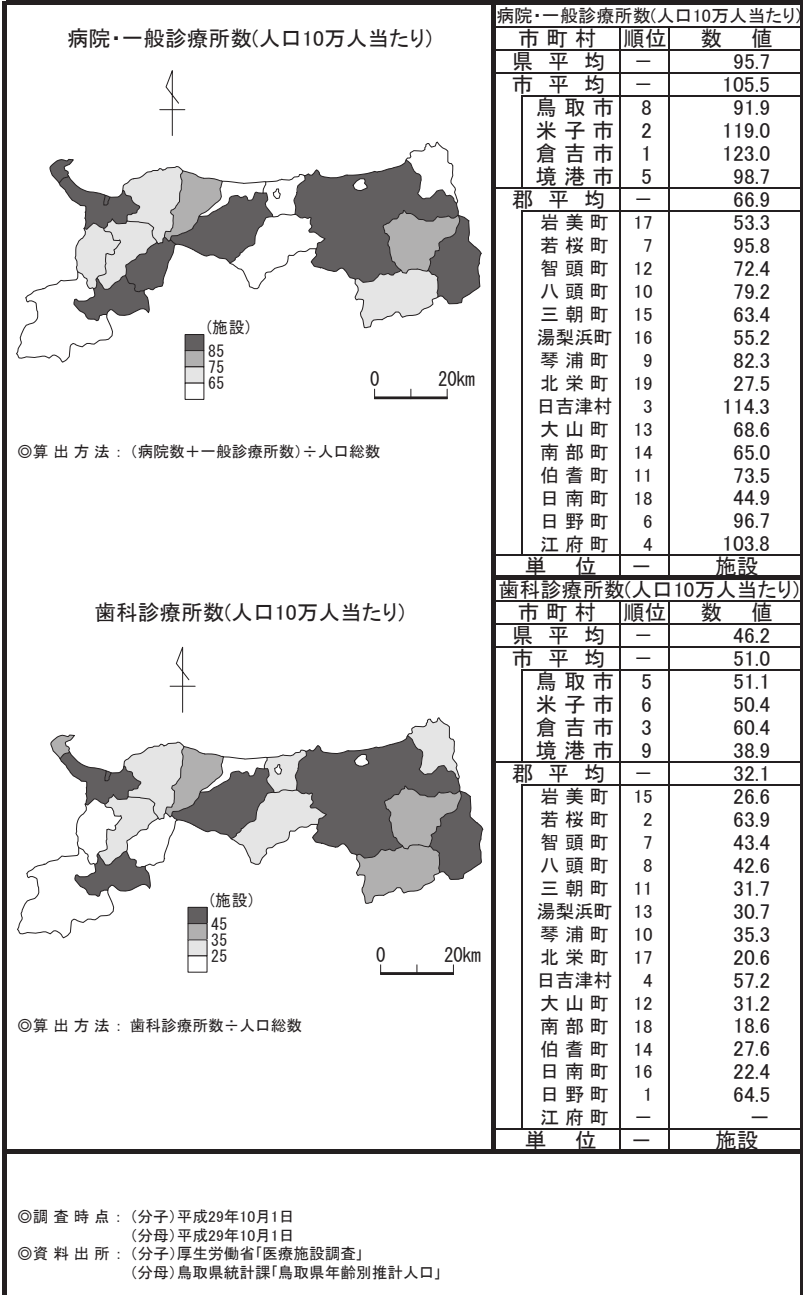 病院・一般診療所数(人口10万人当たり)
(施設)
85
75
65
0 20km
◎算出方法：(病院数＋一般診療所数)÷人口総数
病院・一般診療所数(人口10万人当たり)
市町村 順位 数値
県平均 － 95.7
市平均 － 105.5
鳥取市 8 91.9
米子市 2 119.0
倉吉市 1 123.0
境港市 5 98.7
郡平均 － 66.9
岩美町 17 53.3
若桜町 7 95.8
智頭町 12 72.4
八頭町 10 79.2
三朝町 15 63.4
湯梨浜町 16 55.2
琴浦町 9 82.3
北栄町 19 27.5
日吉津村 3 114.3
大山町 13 68.6
南部町 14 65.0
伯耆町 11 73.5
日南町 18 44.9
日野町 6 96.7
江府町 4 103.8
単位 － 施設
歯科診療所数(人口10万人当たり)
(施設)
45
35
25
0 20km
◎算出方法：歯科診療所数÷人口総数
歯科診療所数(人口10万人当たり)
市町村 順位 数値
県平均 － 46.2
市平均 － 51.0
鳥取市 5 51.1
米子市 6 50.4
倉吉市 3 60.4
境港市 9 38.9
郡平均 － 32.1
岩美町 15 26.6
若桜町 2 63.9
智頭町 7 43.4
八頭町 8 42.6
三朝町 11 31.7
湯梨浜町 13 30.7
琴浦町 10 35.3
北栄町 17 20.6
日吉津村 4 57.2
大山町 12 31.2
南部町 18 18.6
伯耆町 14 27.6
日南町 16 22.4
日野町 1 64.5
江府町 － －
単位 － 施設
◎調査時点：(分子)平成29年10月1日
(分母)平成29年10月1日
◎資料出所：(分子)厚生労働省「医療施設調査」
(分母)鳥取県統計課「鳥取県年齢別推計人口」